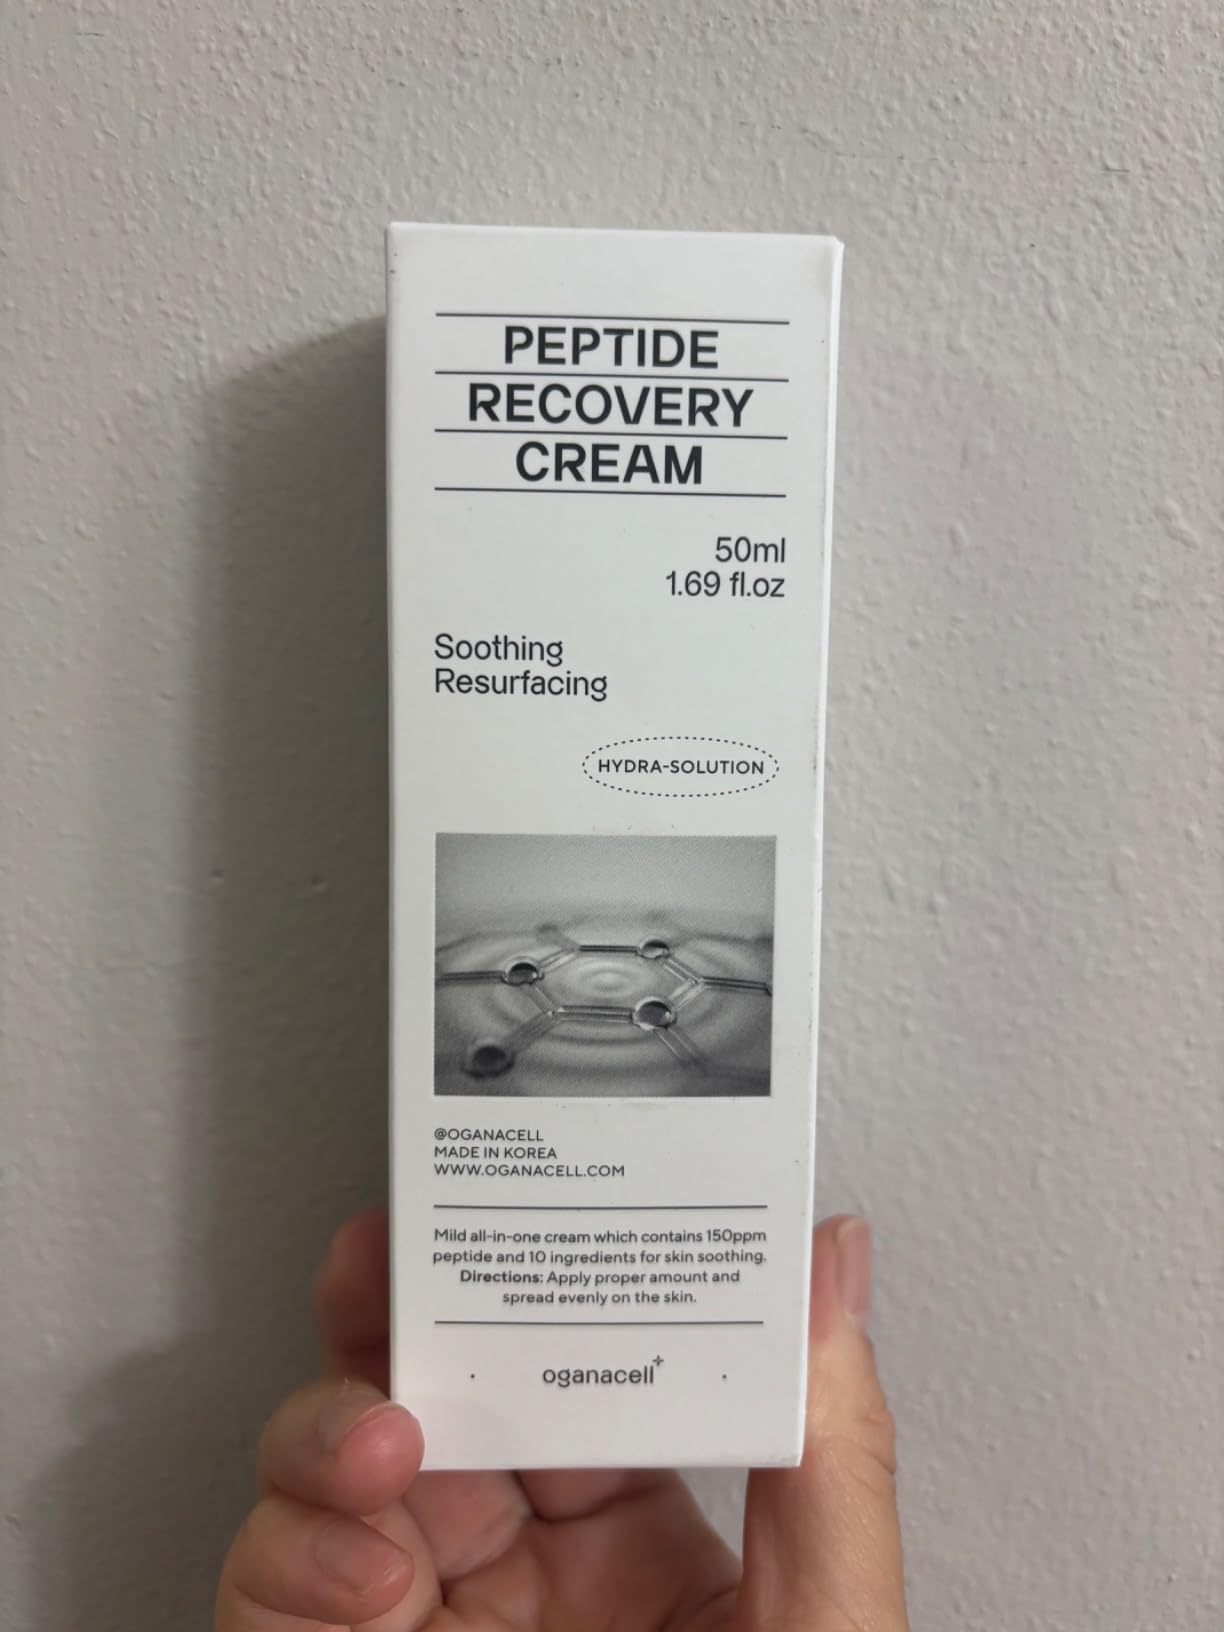 PEPTIDE
RECOVERY
CREAM
50ml
1.69 fl.oz
Soothing
Resurfacing
HYDRA-SOLUTION
@OGANACELL
MADE IN KOREA
WWW.OGANACELL.COM
Mild all-in-one cream which contains 150ppm
peptide and 10 ingredients for skin soothing.
Directions: Apply proper amount and
spread evenly on the skin.
oganacell+